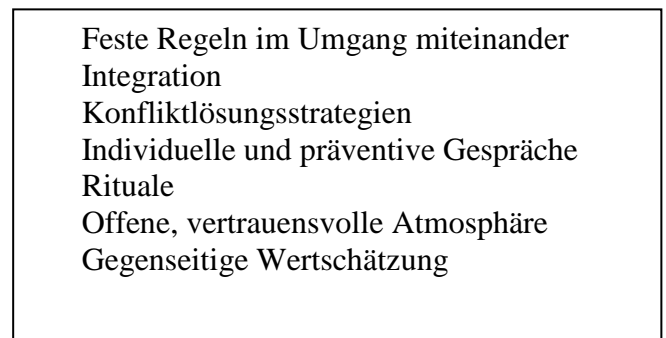 Feste Regeln im Umgang miteinander
Integration
Konfliktlösungsstrategien
Individuelle und präventive Gespräche
Rituale
Offene, vertrauensvolle Atmosphäre
Gegenseitige Wertschätzung